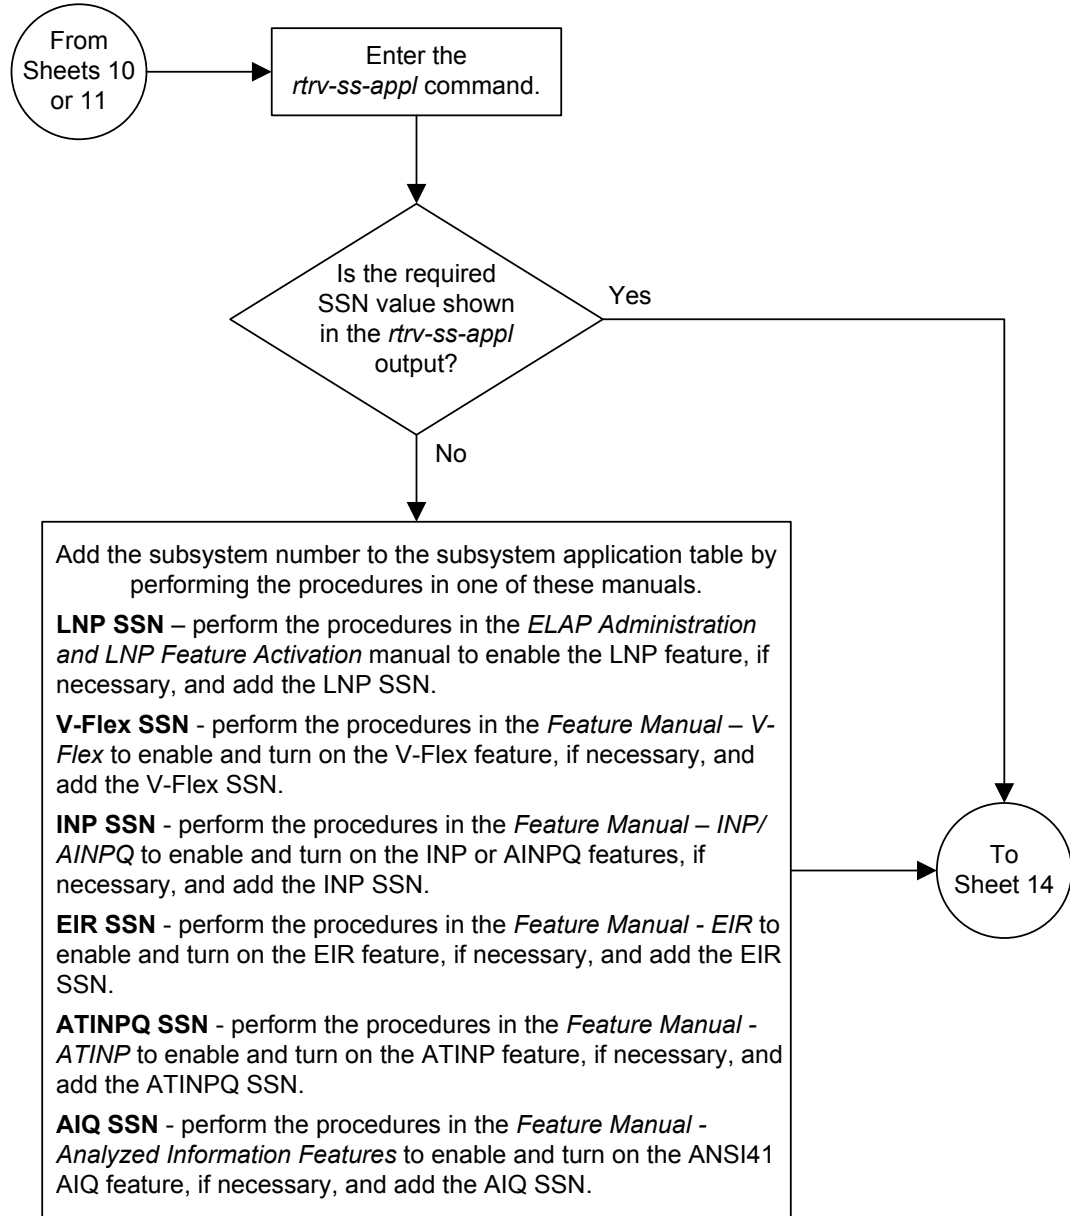 From
Sheets 10
or 11
Enter the
rtrv-ss-appl command.
Is the required
SSN value shown
in the rtrv-ss-appl
output?
Yes
No
Add the subsystem number to the subsystem application table by
performing the procedures in one of these manuals.
LNP SSN – perform the procedures in the ELAP Administration
and LNP Feature Activation manual to enable the LNP feature, if
necessary, and add the LNP SSN.
V-Flex SSN - perform the procedures in the Feature Manual – V-
Flex to enable and turn on the V-Flex feature, if necessary, and
add the V-Flex SSN.
INP SSN - perform the procedures in the Feature Manual – INP/
AINPQ to enable and turn on the INP or AINPQ features, if
necessary, and add the INP SSN.
EIR SSN - perform the procedures in the Feature Manual - EIR to
enable and turn on the EIR feature, if necessary, and add the EIR
SSN.
ATINPQ SSN - perform the procedures in the Feature Manual -
ATINP to enable and turn on the ATINP feature, if necessary, and
add the ATINPQ SSN.
AIQ SSN - perform the procedures in the Feature Manual -
Analyzed Information Features to enable and turn on the ANSI41
AIQ feature, if necessary, and add the AIQ SSN.
To
Sheet 14